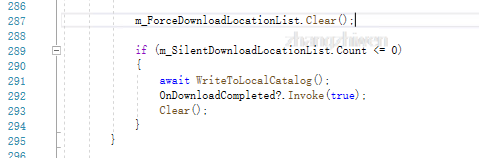 286
287 m_ForceDownloadLocationList.Clear();
288
289 if (m_SilentDownloadLocationList.Count <= 0)
290 {
291 await WriteToLocalCatalog();
292 OnDownloadCompleted?.Invoke(true);
293 Clear();
294 }
295 }
zhangzhiwen